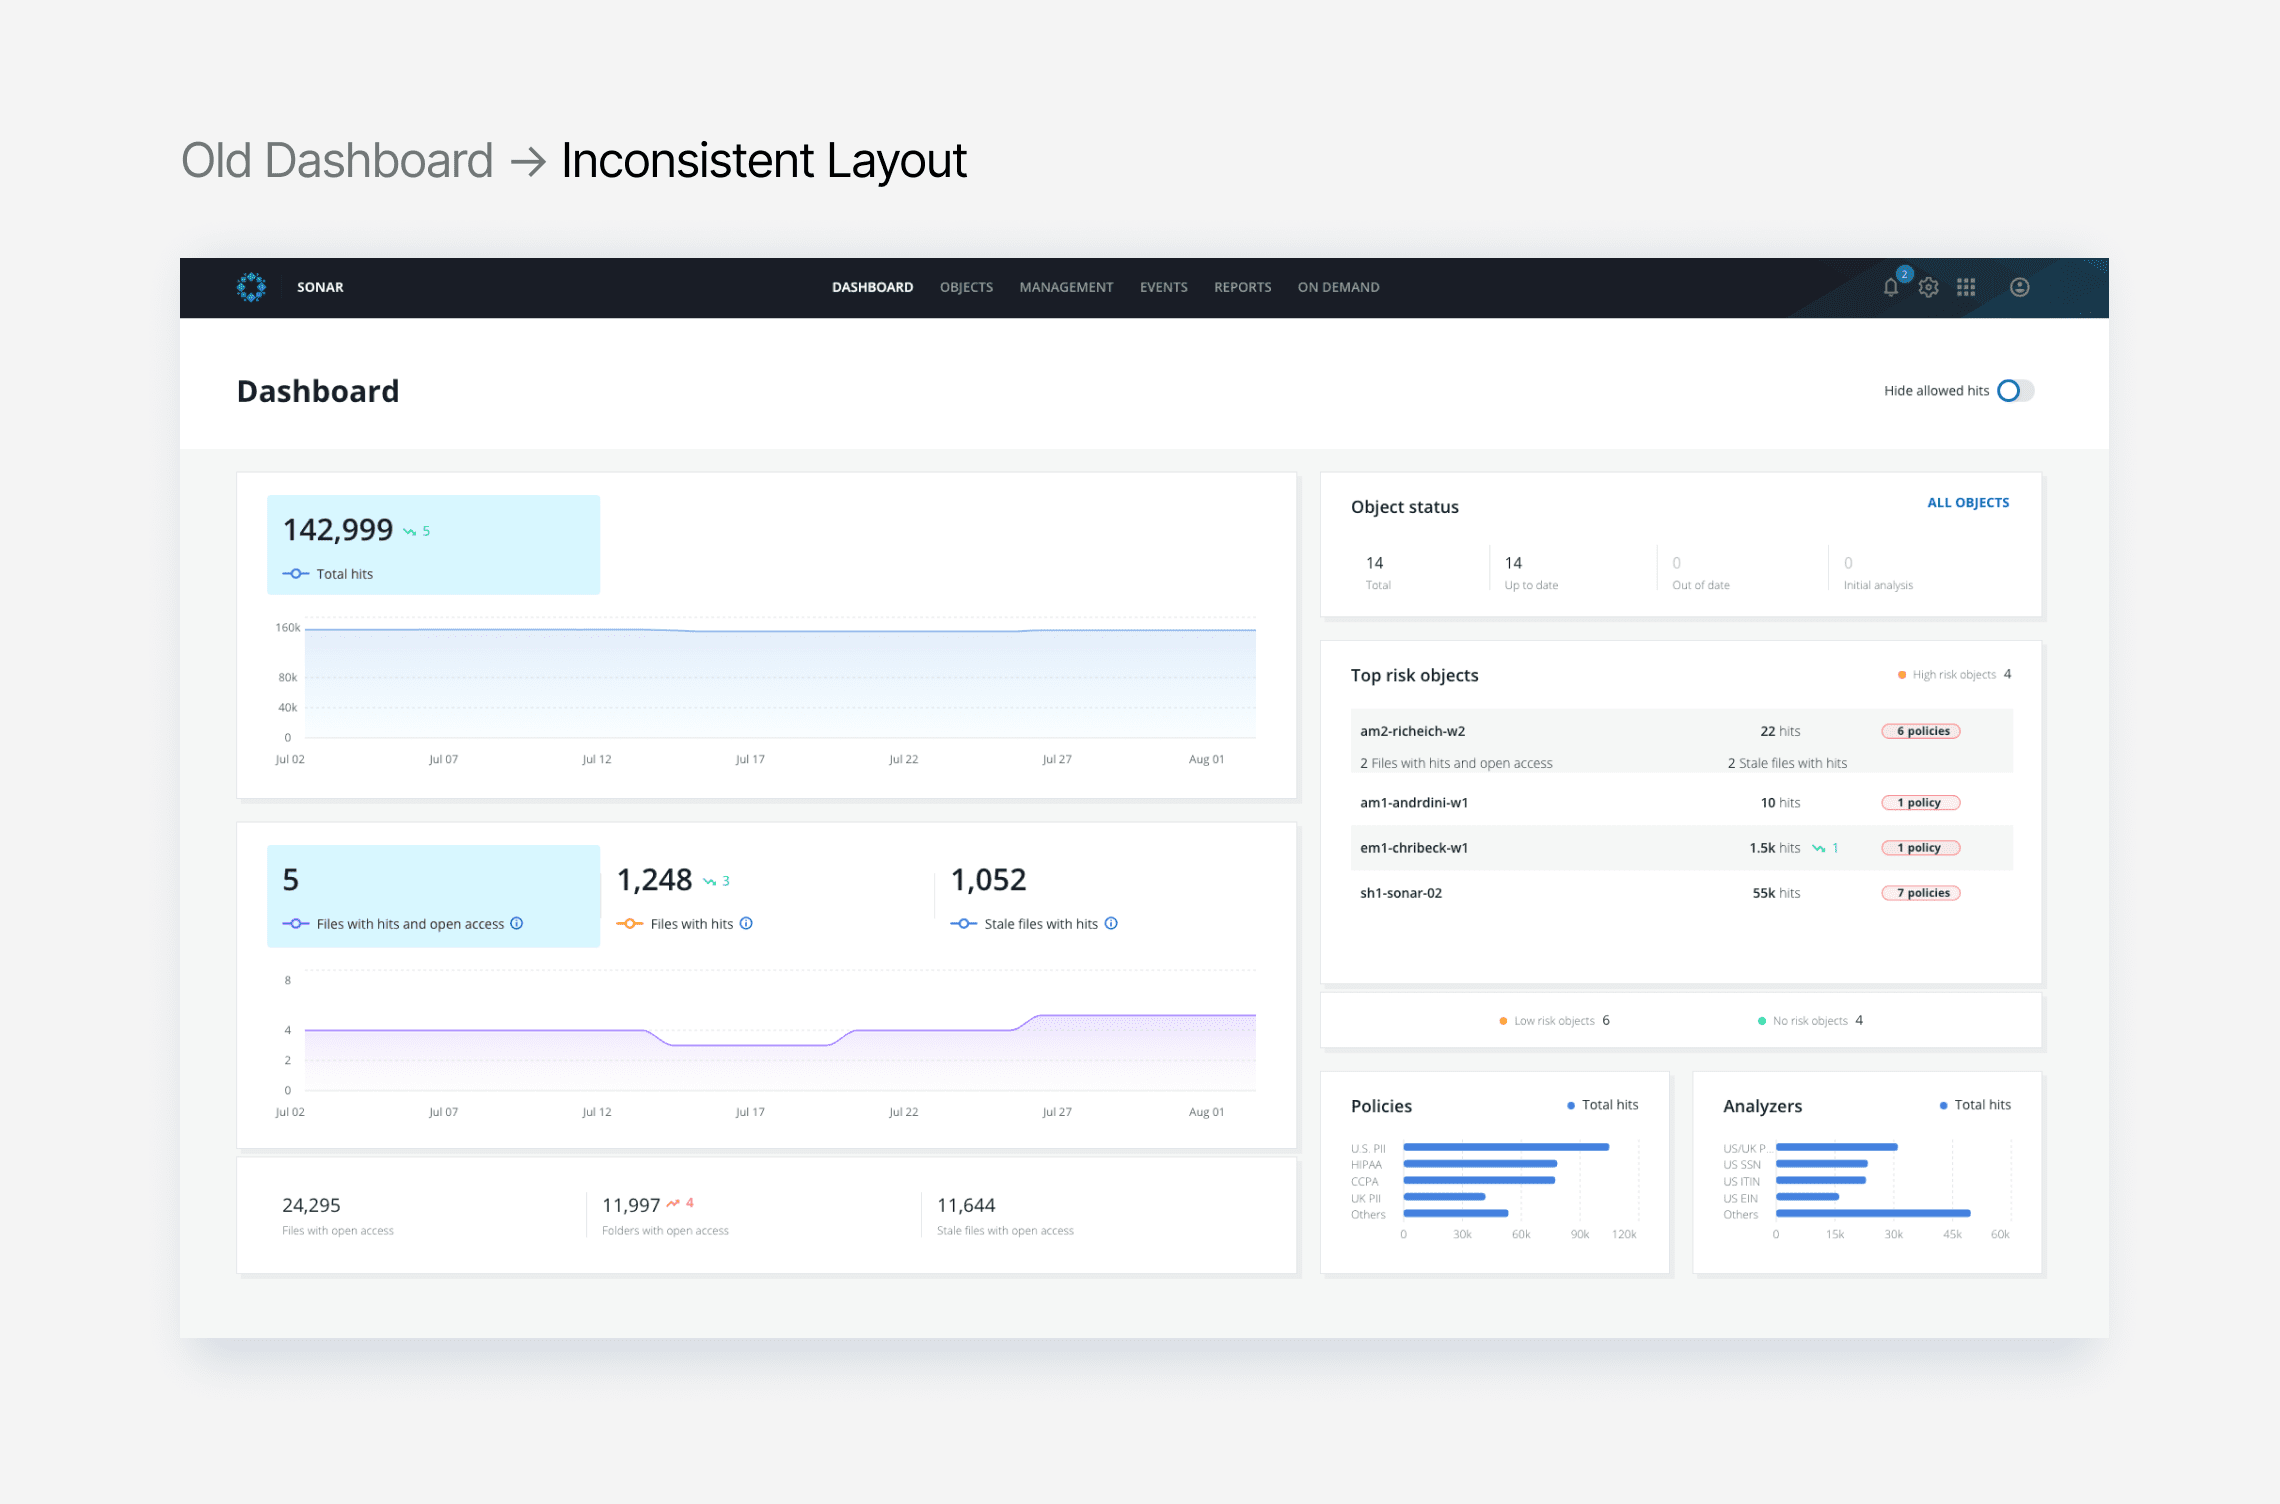 Old Dashboard → Inconsistent Layout
SONAR
DASHBOARD OBJECTS MANAGEMENT EVENTS REPORTS ON DEMAND
2
Dashboard
Hide allowed hits
142,999 5
Total hits
160k
80k
40k
0
Jul 02 Jul 07 Jul 12 Jul 17 Jul 22 Jul 27 Aug 01
5
Files with hits and open access
1,248 3
Files with hits
1,052
Stale files with hits
8
4
2
0
Jul 02 Jul 07 Jul 12 Jul 17 Jul 22 Jul 27 Aug 01
24,295
Files with open access
11,997 4
Folders with open access
11,644
Stale files with open access
Object status
ALL OBJECTS
14
Total
14
Up to date
0
Out of date
0
Initial analysis
Top risk objects
High risk objects 4
am2-richeich-w2 22 hits 6 policies
2 Files with hits and open access 2 Stale files with hits
am1-andrdini-w1 10 hits 1 policy
em1-chribeck-w1 1.5k hits 1 1 policy
sh1-sonar-02 55k hits 7 policies
Low risk objects 6 No risk objects 4
Policies Total hits
U.S. PII
HIPAA
CCPA
UK PII
Others
0 30k 60k 90k 120k
Analyzers Total hits
US/UK P...
US SSN
US ITIN
US EIN
Others
0 15k 30k 45k 60k